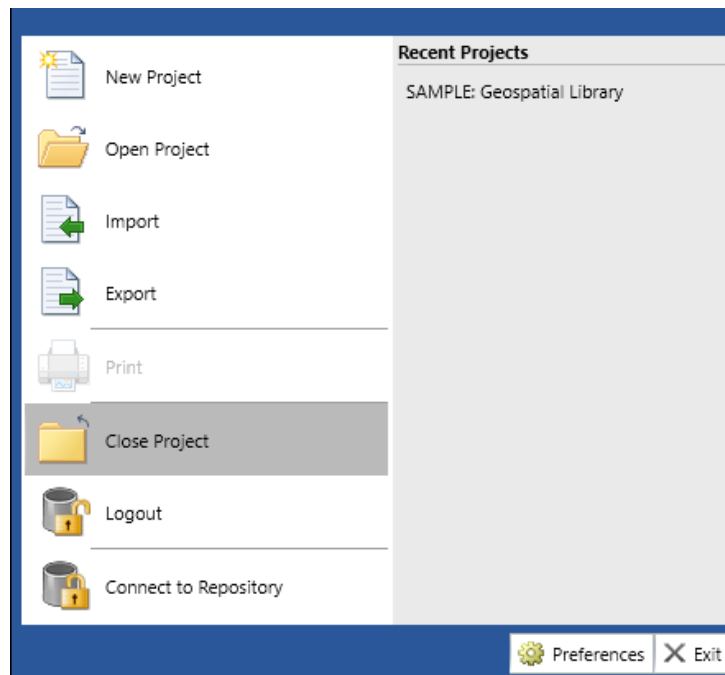 New Project
Open Project
Import
Export
Print
Close Project
Logout
Connect to Repository
Recent Projects
SAMPLE: Geospatial Library
Preferences
Exit